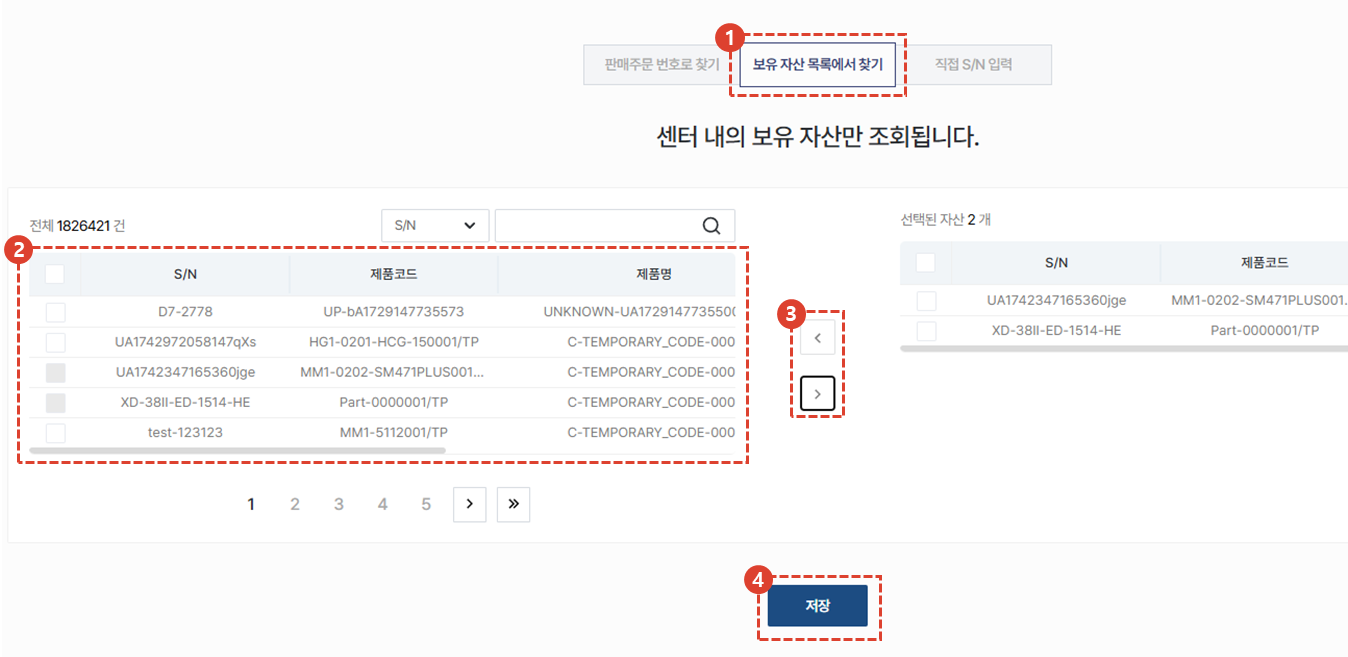 1
판매주문 번호로 찾기 보유 자산 목록에서 찾기 직접 S/N 입력
센터 내의 보유 자산만 조회됩니다.
전체 1826421 건 S/N
선택된 자산 2 개
2
S/N 제품코드 제품명
D7-2778 UP-bA1729147735573 UNKNOWN-UA172914773550
UA1742972058147qXs HG1-0201-HCG-150001/TP C-TEMPORARY_CODE-000
UA1742347165360jge MM1-0202-SM471PLUS001... C-TEMPORARY_CODE-000
XD-38II-ED-1514-HE Part-0000001/TP C-TEMPORARY_CODE-000
test-123123 MM1-5112001/TP C-TEMPORARY_CODE-000
1 2 3 4 5 > »
3
<
>
S/N 제품코드
UA1742347165360jge MM1-0202-SM471PLUS001.
XD-38II-ED-1514-HE Part-0000001/TP
4
저장